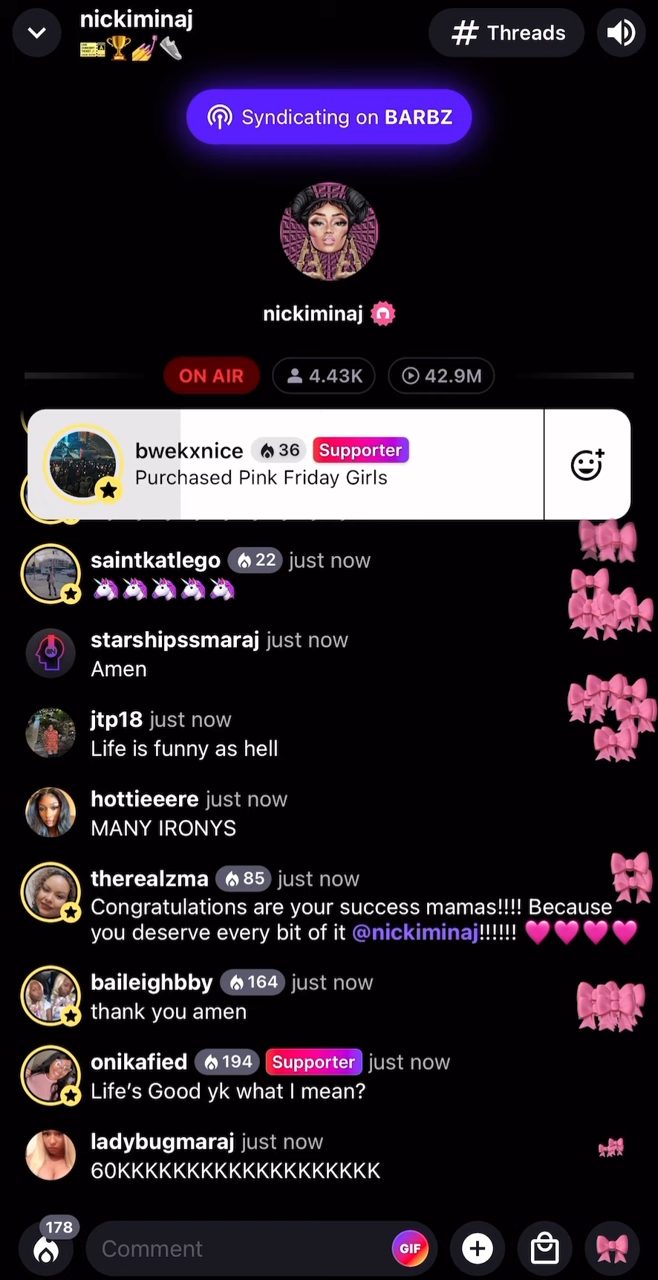 nickiminaj
🎫🏆💅👟
# Threads
Syndicating on BARBZ
nickiminaj
ON AIR
4.43K
42.9M
bwekxnice 36 Supporter
Purchased Pink Friday Girls
saintkatlego 22 just now
🦄🦄🦄🦄🦄
starshipssmaraj just now
Amen
jtp18 just now
Life is funny as hell
hottieeere just now
MANY IRONYS
therealzma 85 just now
Congratulations are your success mamas!!!! Because
you deserve every bit of it @nickiminaj!!!!!! 🩷🩷🩷🩷
baileighbby 164 just now
thank you amen
onikafied 194 Supporter just now
Life’s Good yk what I mean?
ladybugmaraj just now
60KKKKKKKKKKKKKKKKKKK
178
Comment
GIF